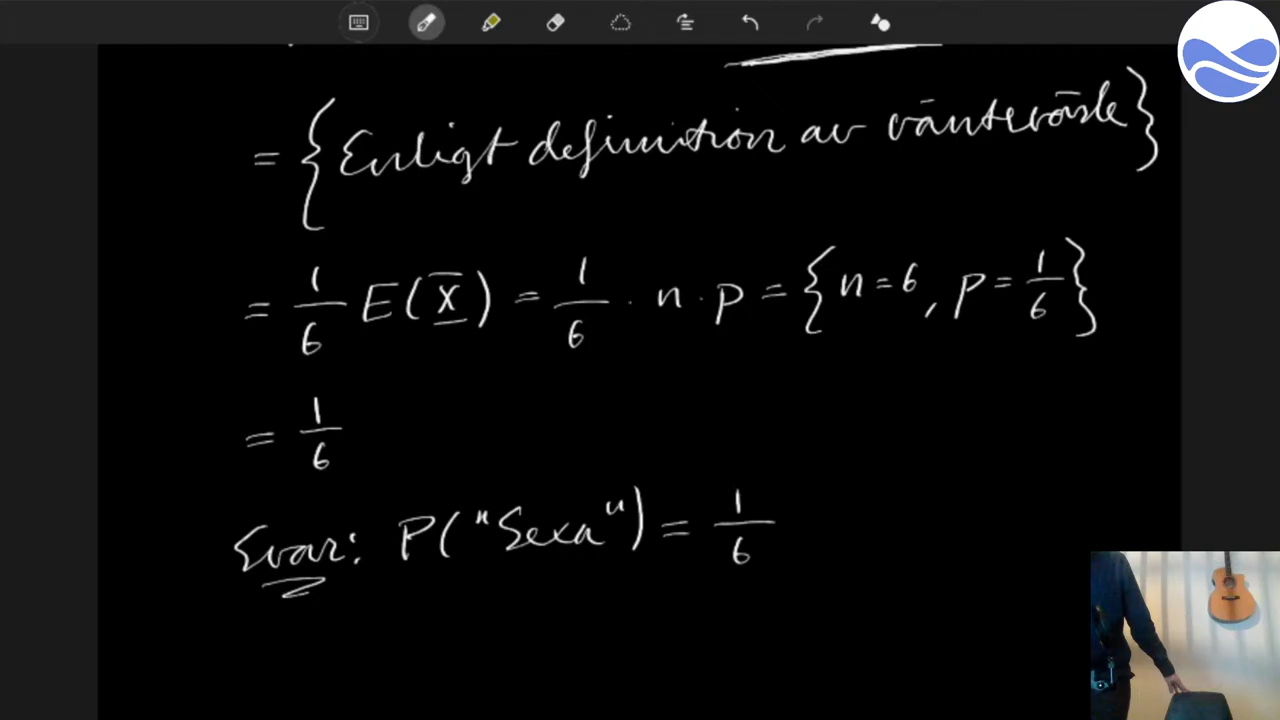 = {Enligt definition av väntevärde}
= 1/6 E(X) = 1/6 · n · p = {n = 6, p = 1/6}
= 1/6
Svar: P("Sexa") = 1/6